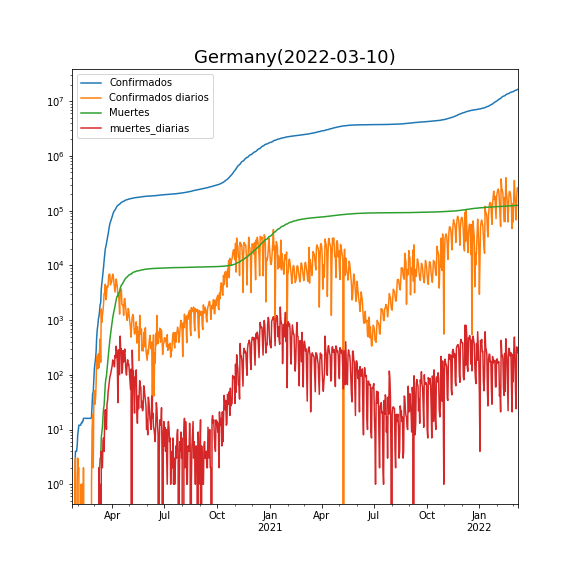 Germany(2022-03-10)
Confirmados
Confirmados diarios
Muertes
muertes_diarias
10⁷
10⁶
10⁵
10⁴
10³
10²
10¹
10⁰
Apr Jul Oct Jan Apr Jul Oct Jan
2021 2022